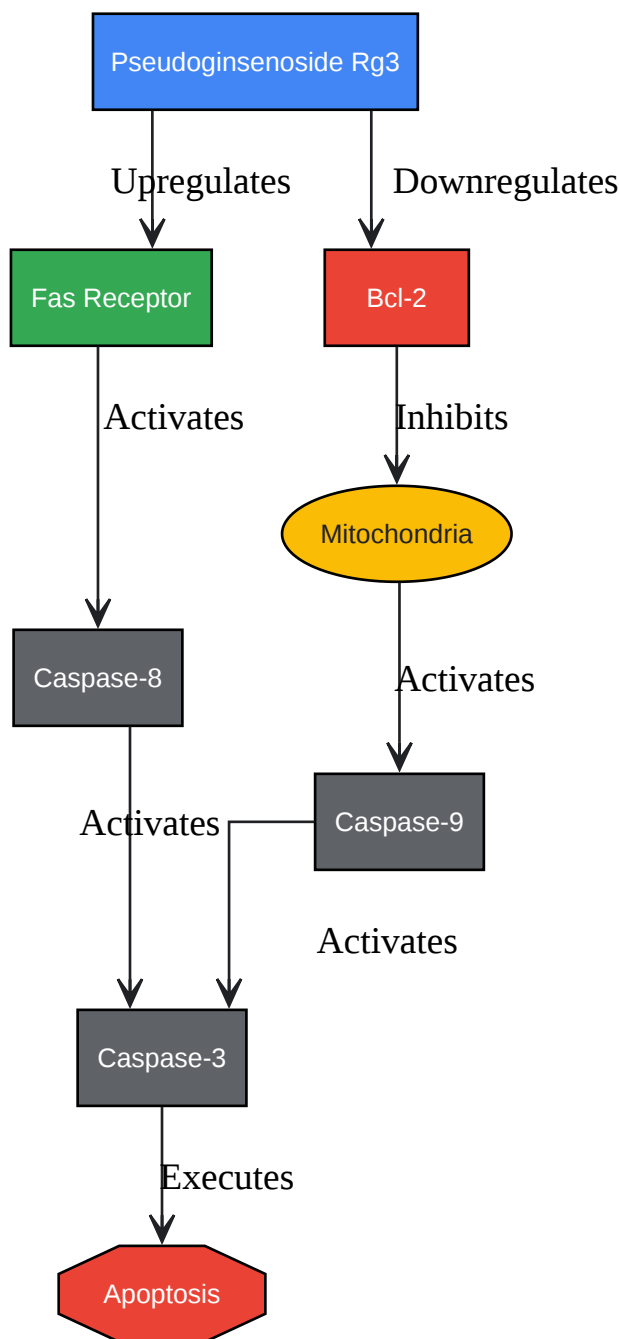 Pseudoginsenoside Rg3
Upregulates
Downregulates
Fas Receptor
Bcl-2
Activates
Inhibits
Mitochondria
Caspase-8
Activates
Activates
Caspase-9
Activates
Caspase-3
Executes
Apoptosis